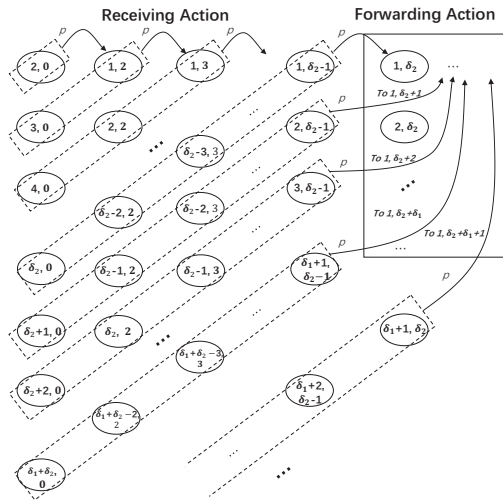 Receiving Action
Forwarding Action
p
p
p
p
2, 0
1, 2
1, 3
1, δ₂-1
1, δ₂
...
...
p
To 1, δ₂+1
3, 0
2, 2
...
δ₂-3, 3
2, δ₂-1
2, δ₂
...
p
To 1, δ₂+2
4, 0
δ₂-2, 2
δ₂-2, 3
3, δ₂-1
...
...
p
To 1, δ₂+δ₁
To 1, δ₂+δ₁+1
...
δ₂, 0
δ₂-1, 2
δ₂-1, 3
δ₁+1,
δ₂−1
p
...
δ₂+1, 0
δ₂, 2
...
δ₁+δ₂−3,
3
δ₁+1, δ₂
δ₂+2, 0
δ₁+δ₂−2,
2
δ₁+2,
δ₂-1
...
δ₁+δ₂,
0
...